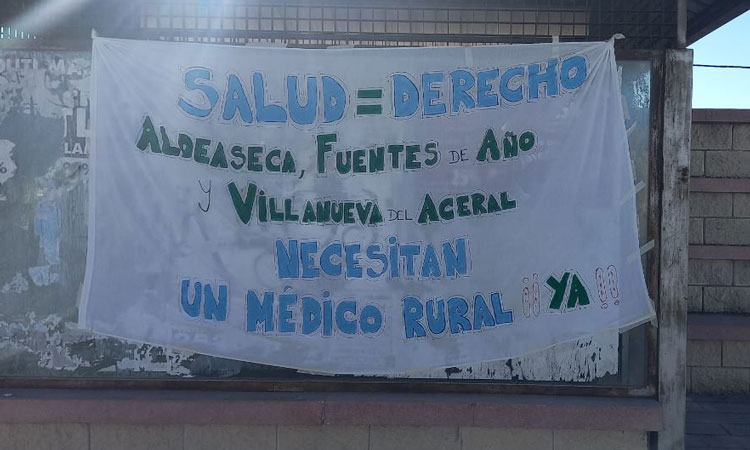 SALUD = DERECHO
ALDEASECA, FUENTES DE AÑO
y VILLANUEVA DEL ACERAL
NECESITAN
UN MÉDICO RURAL ¡¡ YA !!